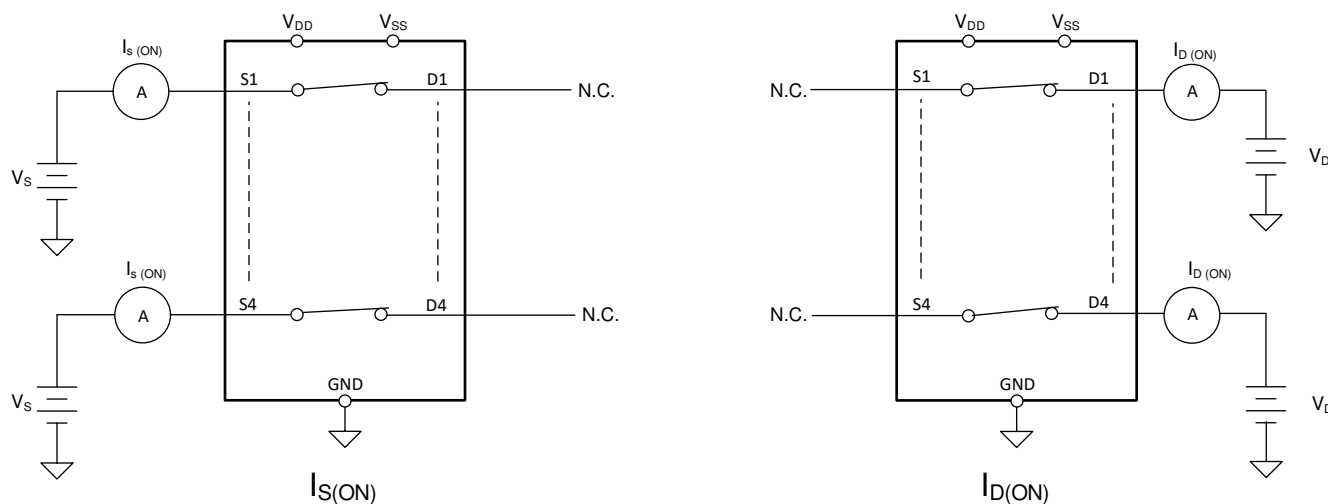 VDD VSS
Is (ON)
A
S1 D1
N.C.
VS
Is (ON)
A
S4 D4
N.C.
VS
GND
IS(ON)
VDD VSS
ID (ON)
N.C.
S1 D1
A
VD
ID (ON)
N.C.
S4 D4
A
VD
GND
ID(ON)